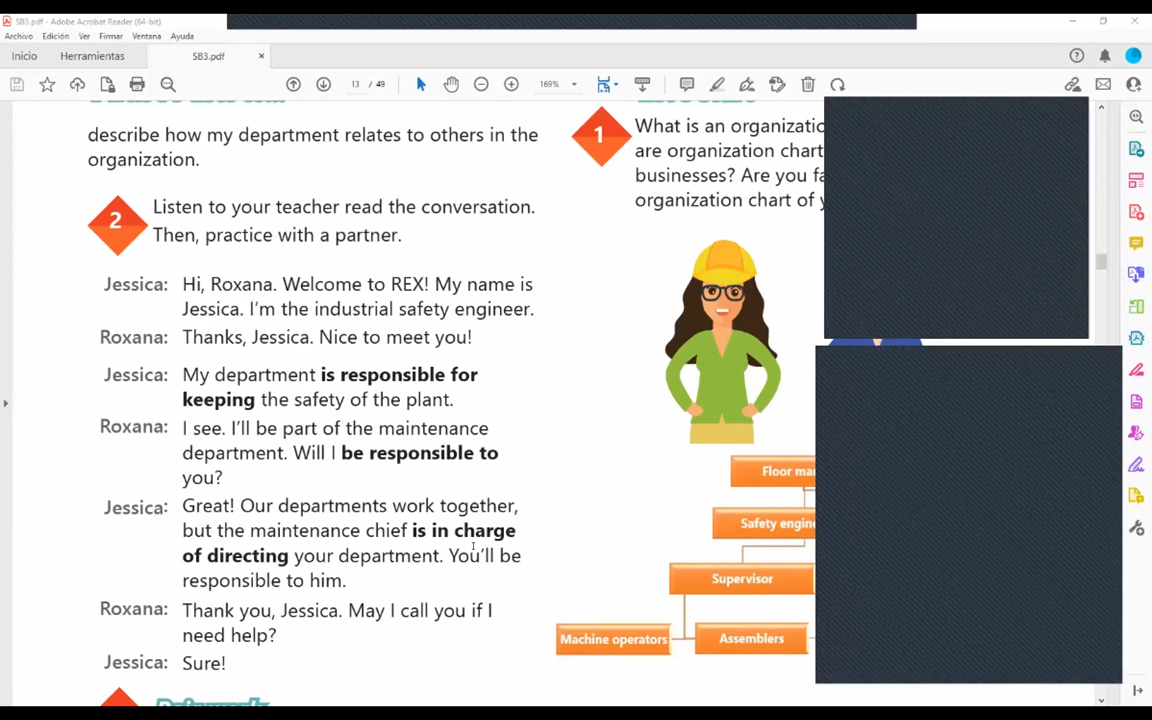 SB3.pdf - Adobe Acrobat Reader (64-bit)
Archivo Edición Ver Firmar Ventana Ayuda
Inicio Herramientas SB3.pdf ×
13 / 49 169%
describe how my department relates to others in the
organization.
2
Listen to your teacher read the conversation.
Then, practice with a partner.
Jessica: Hi, Roxana. Welcome to REX! My name is
Jessica. I'm the industrial safety engineer.
Roxana: Thanks, Jessica. Nice to meet you!
Jessica: My department is responsible for
keeping the safety of the plant.
Roxana: I see. I'll be part of the maintenance
department. Will I be responsible to
you?
Jessica: Great! Our departments work together,
but the maintenance chief is in charge
of directing your department. You'll be
responsible to him.
Roxana: Thank you, Jessica. May I call you if I
need help?
Jessica: Sure!
1
What is an
are organization chart
businesses? Are you
organization chart of
Floor
Safety
Supervisor
Machine operators Assemblers